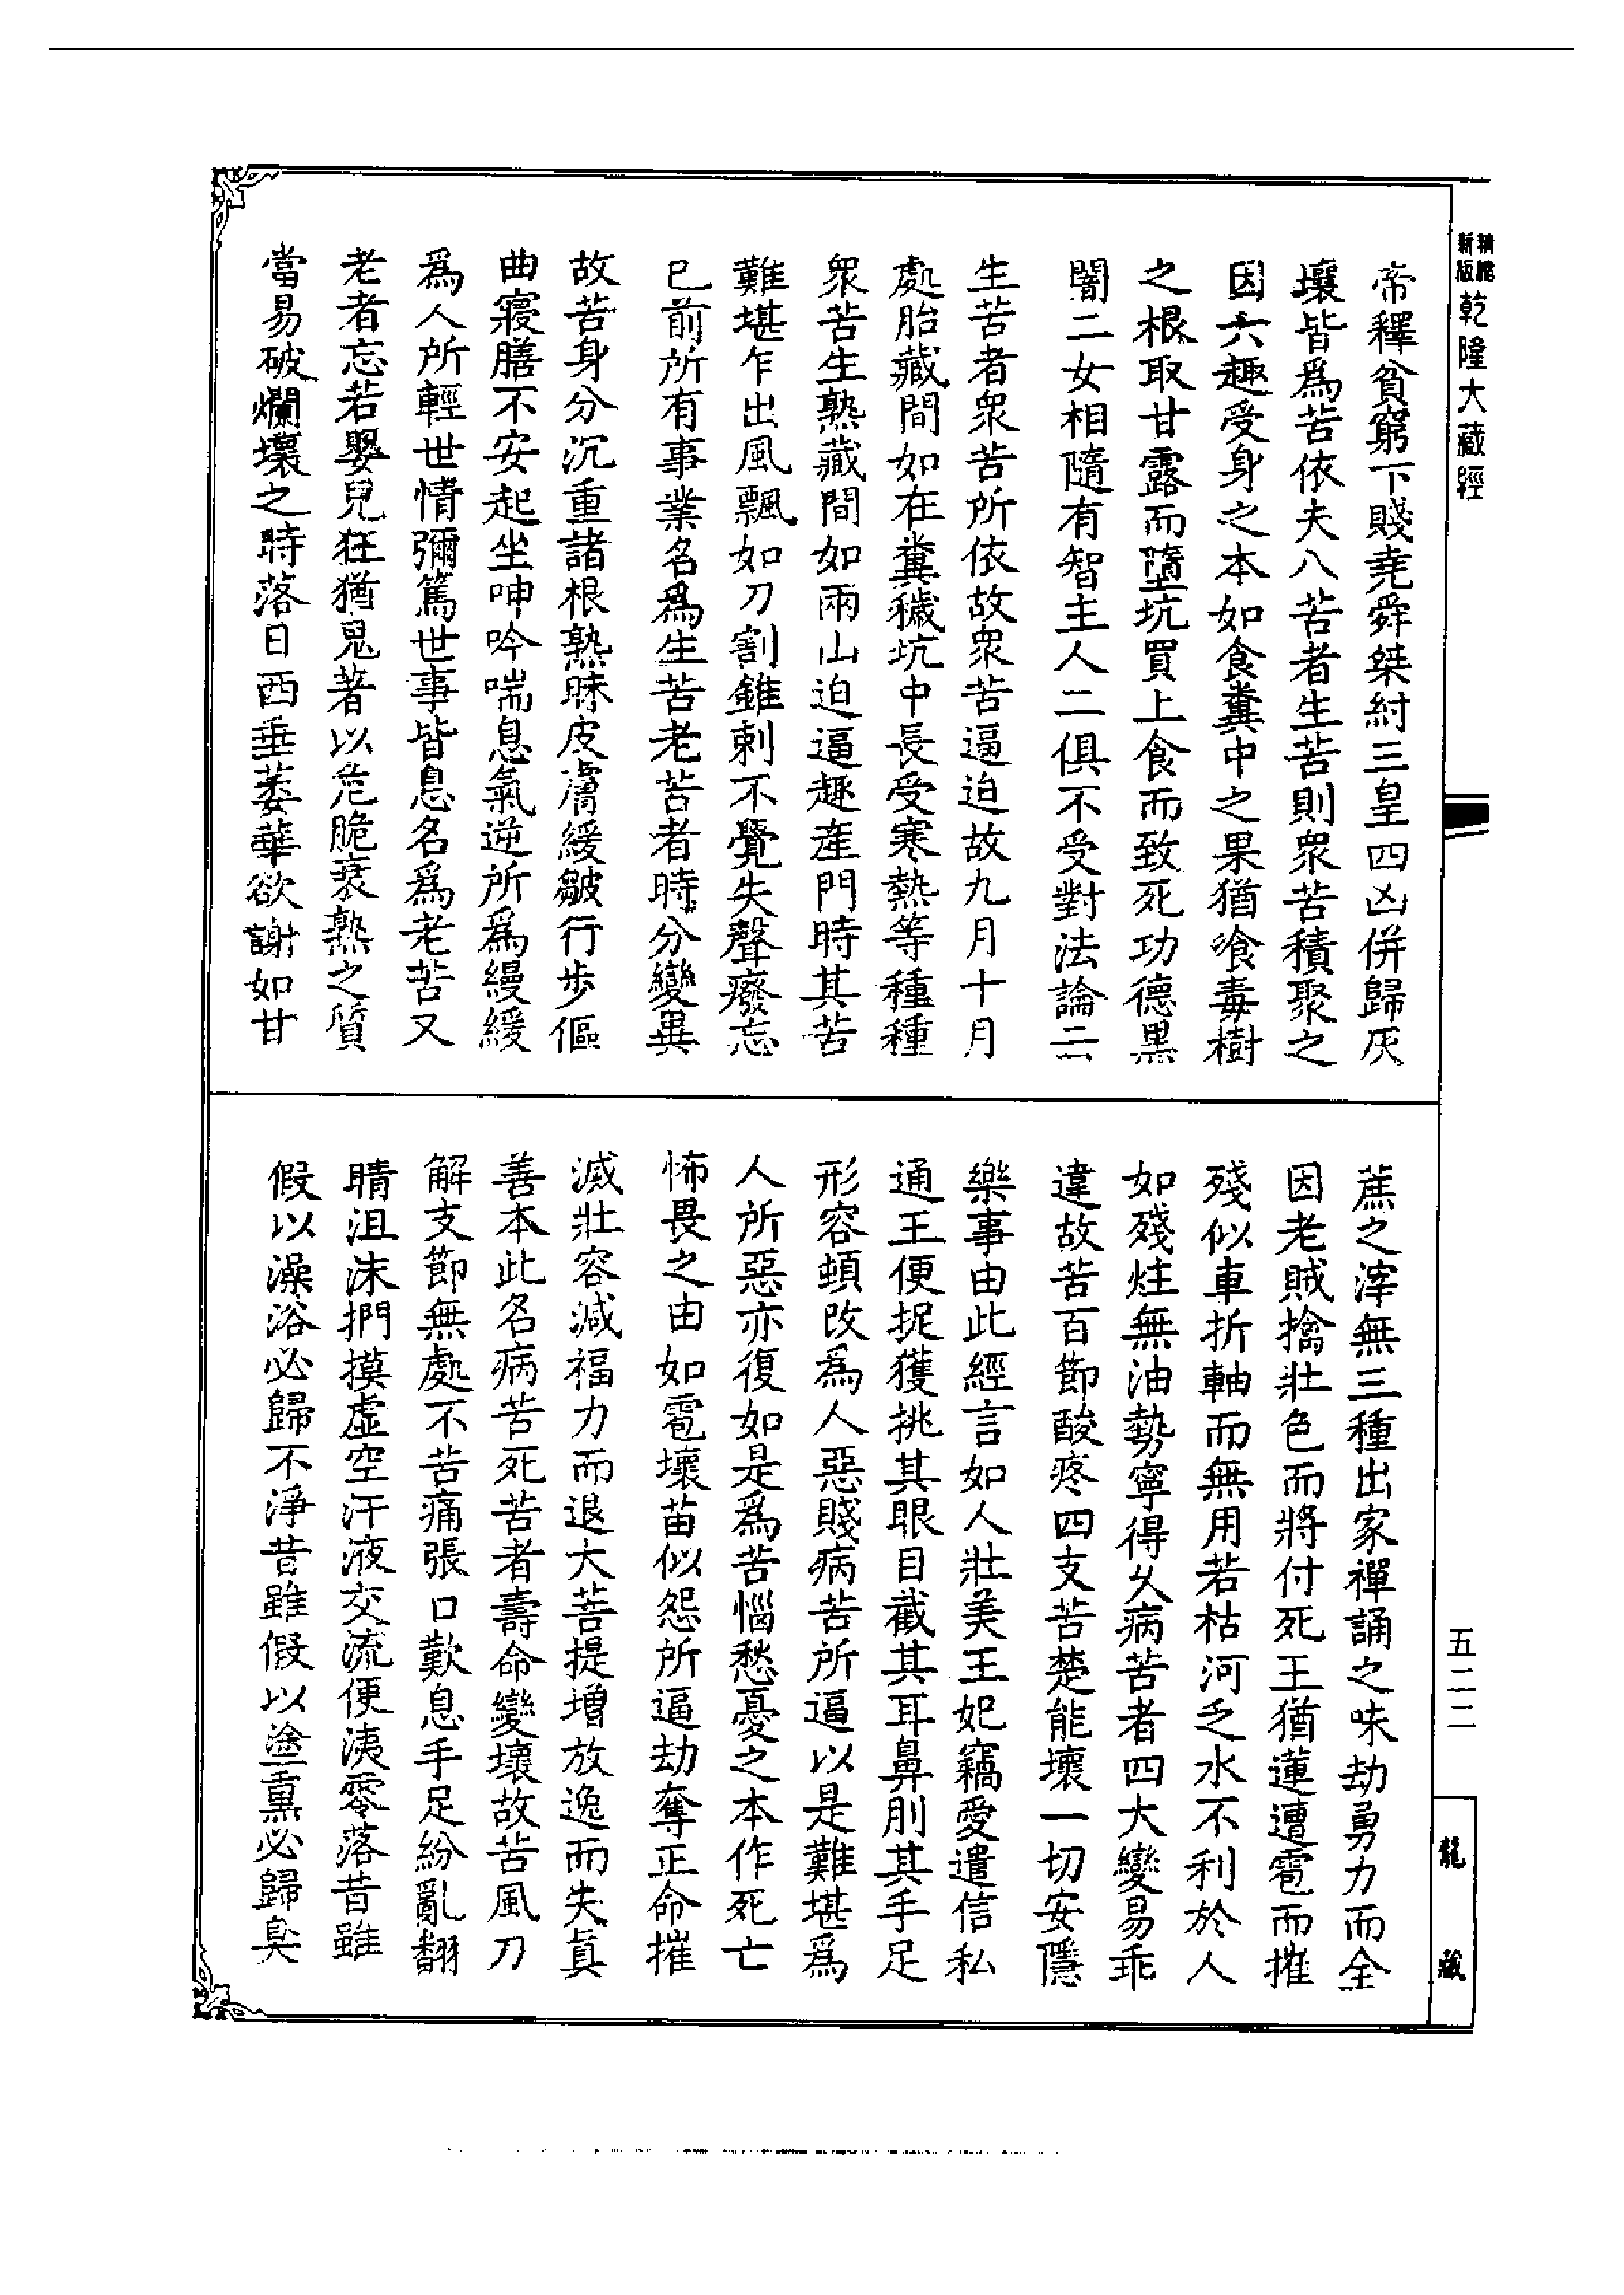 新版精檔乾隆大藏經
帝釋貧窮下賤堯舜桀紂三皇四凶併歸灰
壞皆爲苦依夫八苦者生苦則衆苦積聚之
因六趣受身之本如食糞中之果猶飡毒樹
之根取甘露而墮坑買上食而致死功德黑
闇二女相隨有智主人二俱不受對法論云
生苦者衆苦所依故衆苦逼迫故九月十月
處胎藏間如在糞穢坑中長受寒熱等種種
衆苦生熟藏間如兩山迫逼趣產門時其苦
難堪乍出風飄如刀割錐刺不覺失聲癈忘
已前所有事業名爲生苦老苦者時分變異
故苦身分沉重諸根熟昧皮膚緩皺行步傴
曲寢膳不安起坐呻吟喘息氣逆所爲縵緩
爲人所輕世情彌篤世事皆息名爲老苦又
老者忘若嬰兒狂猶鬼著以危脆衰熟之質
當易破爛壞之時落日西垂萎華欲謝如甘
蔗之滓無三種出家禪誦之味劫勇力而全
因老賊擒壯色而將付死王猶蓮遭雹而摧
殘似車折軸而無用若枯河乏水不利於人
如殘炷無油勢寧得久病苦者四大變易乖
違故苦百節酸疼四支苦楚能壞一切安隱
樂事由此經言如人壯美王妃竊愛遣信私
通王便捉獲挑其眼目截其耳鼻刖其手足
形容頓改爲人惡賤病苦所逼以是難堪爲
人所惡亦復如是爲苦惱愁憂之本作死亡
怖畏之由如雹壞苗似怨所逼劫奪正命摧
滅壯容減福力而退大菩提增放逸而失眞
善本此名病苦死苦者壽命變壞故苦風刀
解支節無處不苦痛張口歎息手足紛亂翻
睛沮沫捫摸虛空汗液交流便洟零落昔雖
假以澡浴必歸不淨昔雖假以塗熏必歸臭
五二二
龍藏